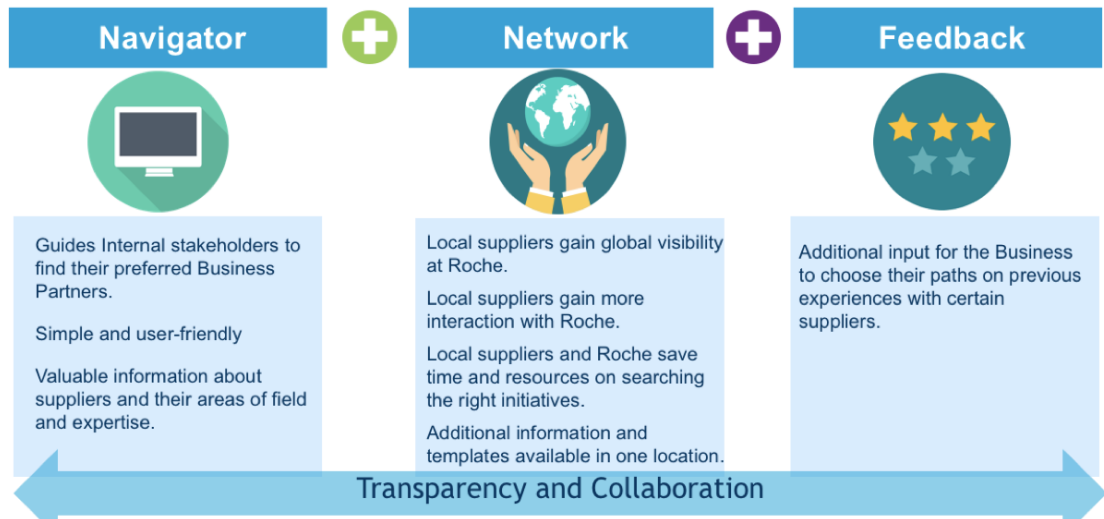 Navigator
Network
Feedback
Guides Internal stakeholders to
find their preferred Business
Partners.
Simple and user-friendly
Valuable information about
suppliers and their areas of field
and expertise.
Local suppliers gain global visibility
at Roche.
Local suppliers gain more
interaction with Roche.
Local suppliers and Roche save
time and resources on searching
the right initiatives.
Additional information and
templates available in one location.
Additional input for the Business
to choose their paths on previous
experiences with certain
suppliers.
Transparency and Collaboration